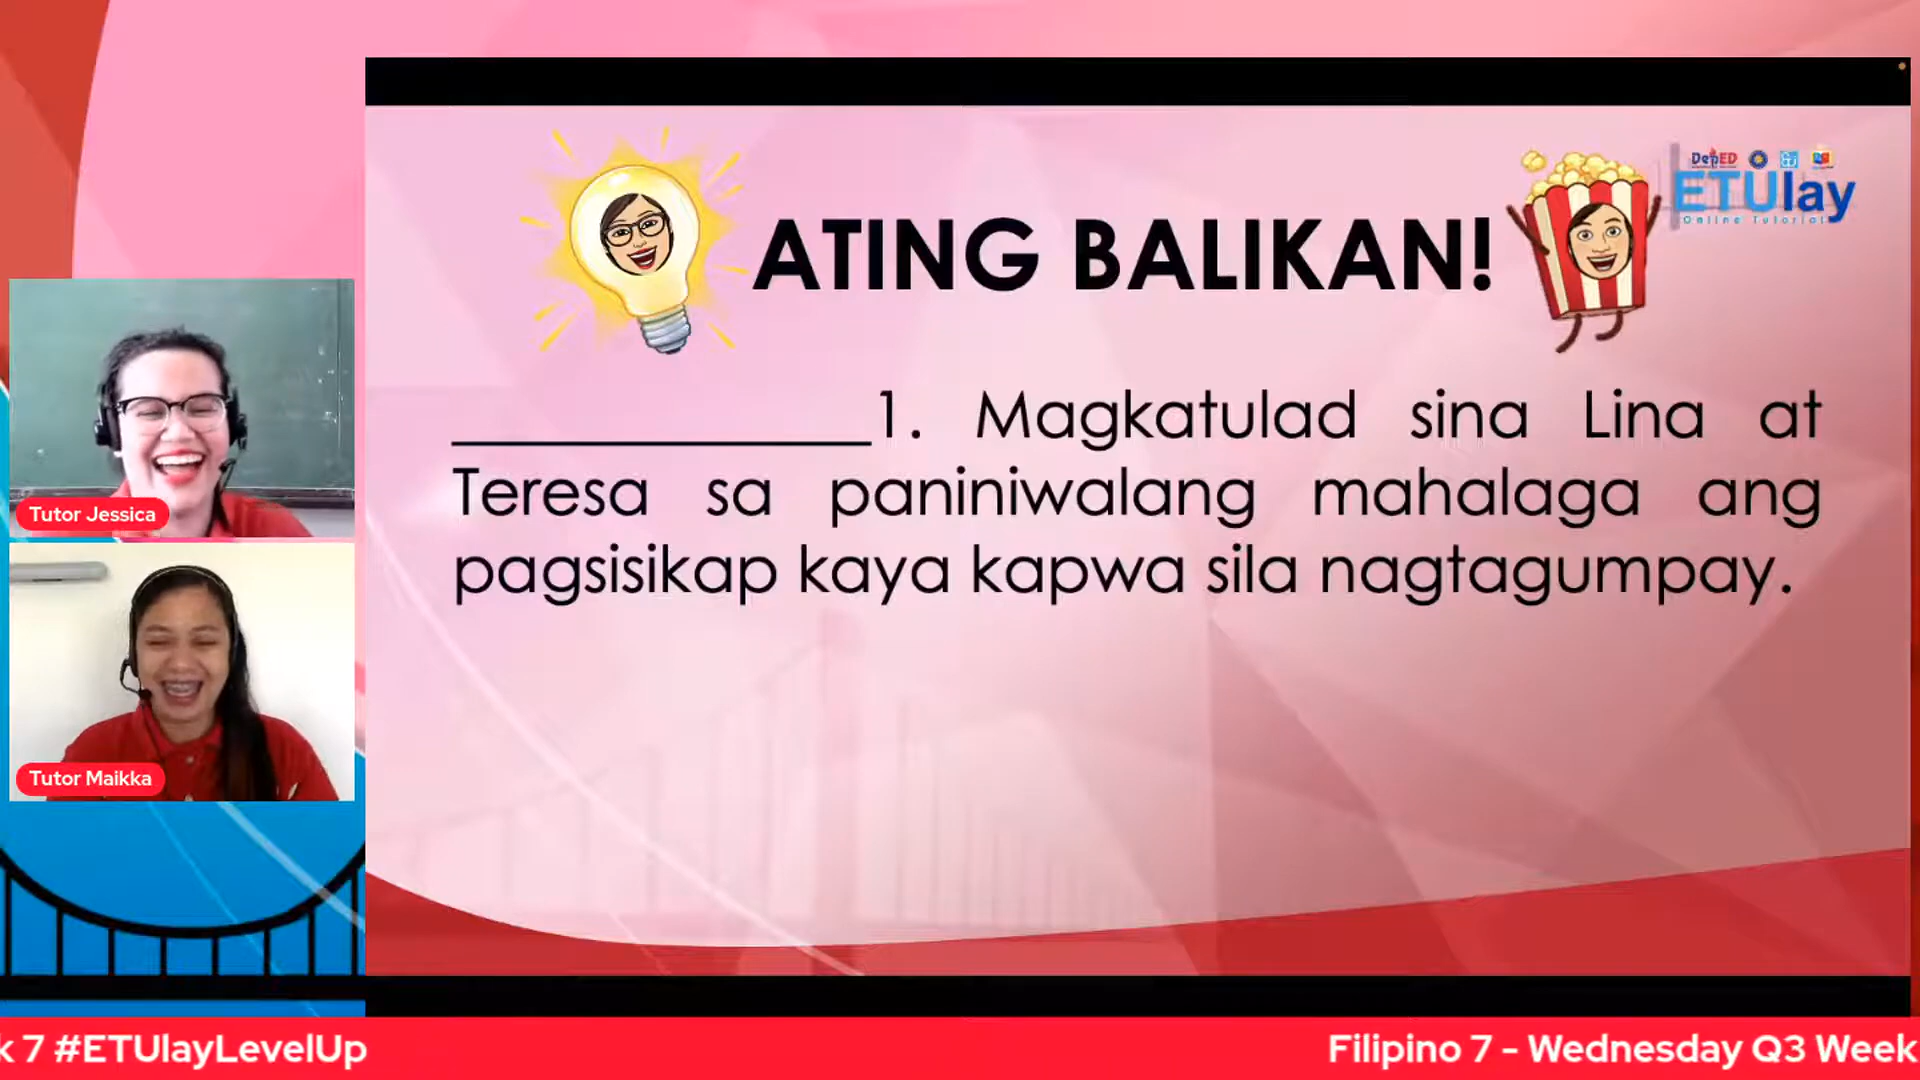 DepED
ETUlay
Online Tutorial
ATING BALIKAN!
_____________1. Magkatulad sina Lina at
Teresa sa paniniwalang mahalaga ang
pagsisikap kaya kapwa sila nagtagumpay.
Tutor Jessica
Tutor Maikka
k 7 #ETUlayLevelUp
Filipino 7 - Wednesday Q3 Week